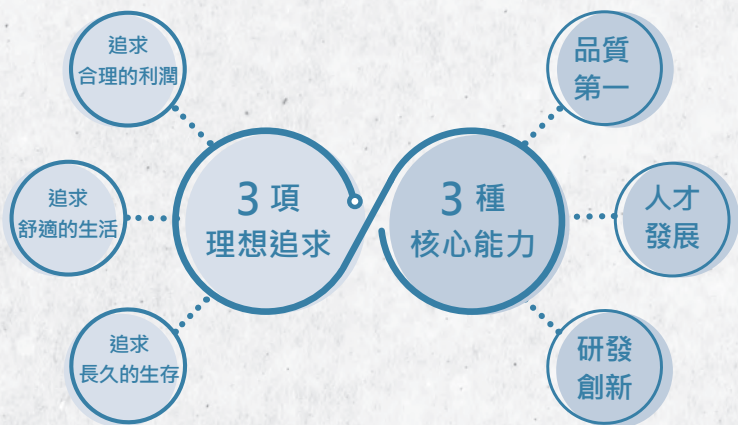 追求
合理的利潤
追求
舒適的生活
追求
長久的生存
3 項
理想追求
3 種
核心能力
品質
第一
人才
發展
研發
創新